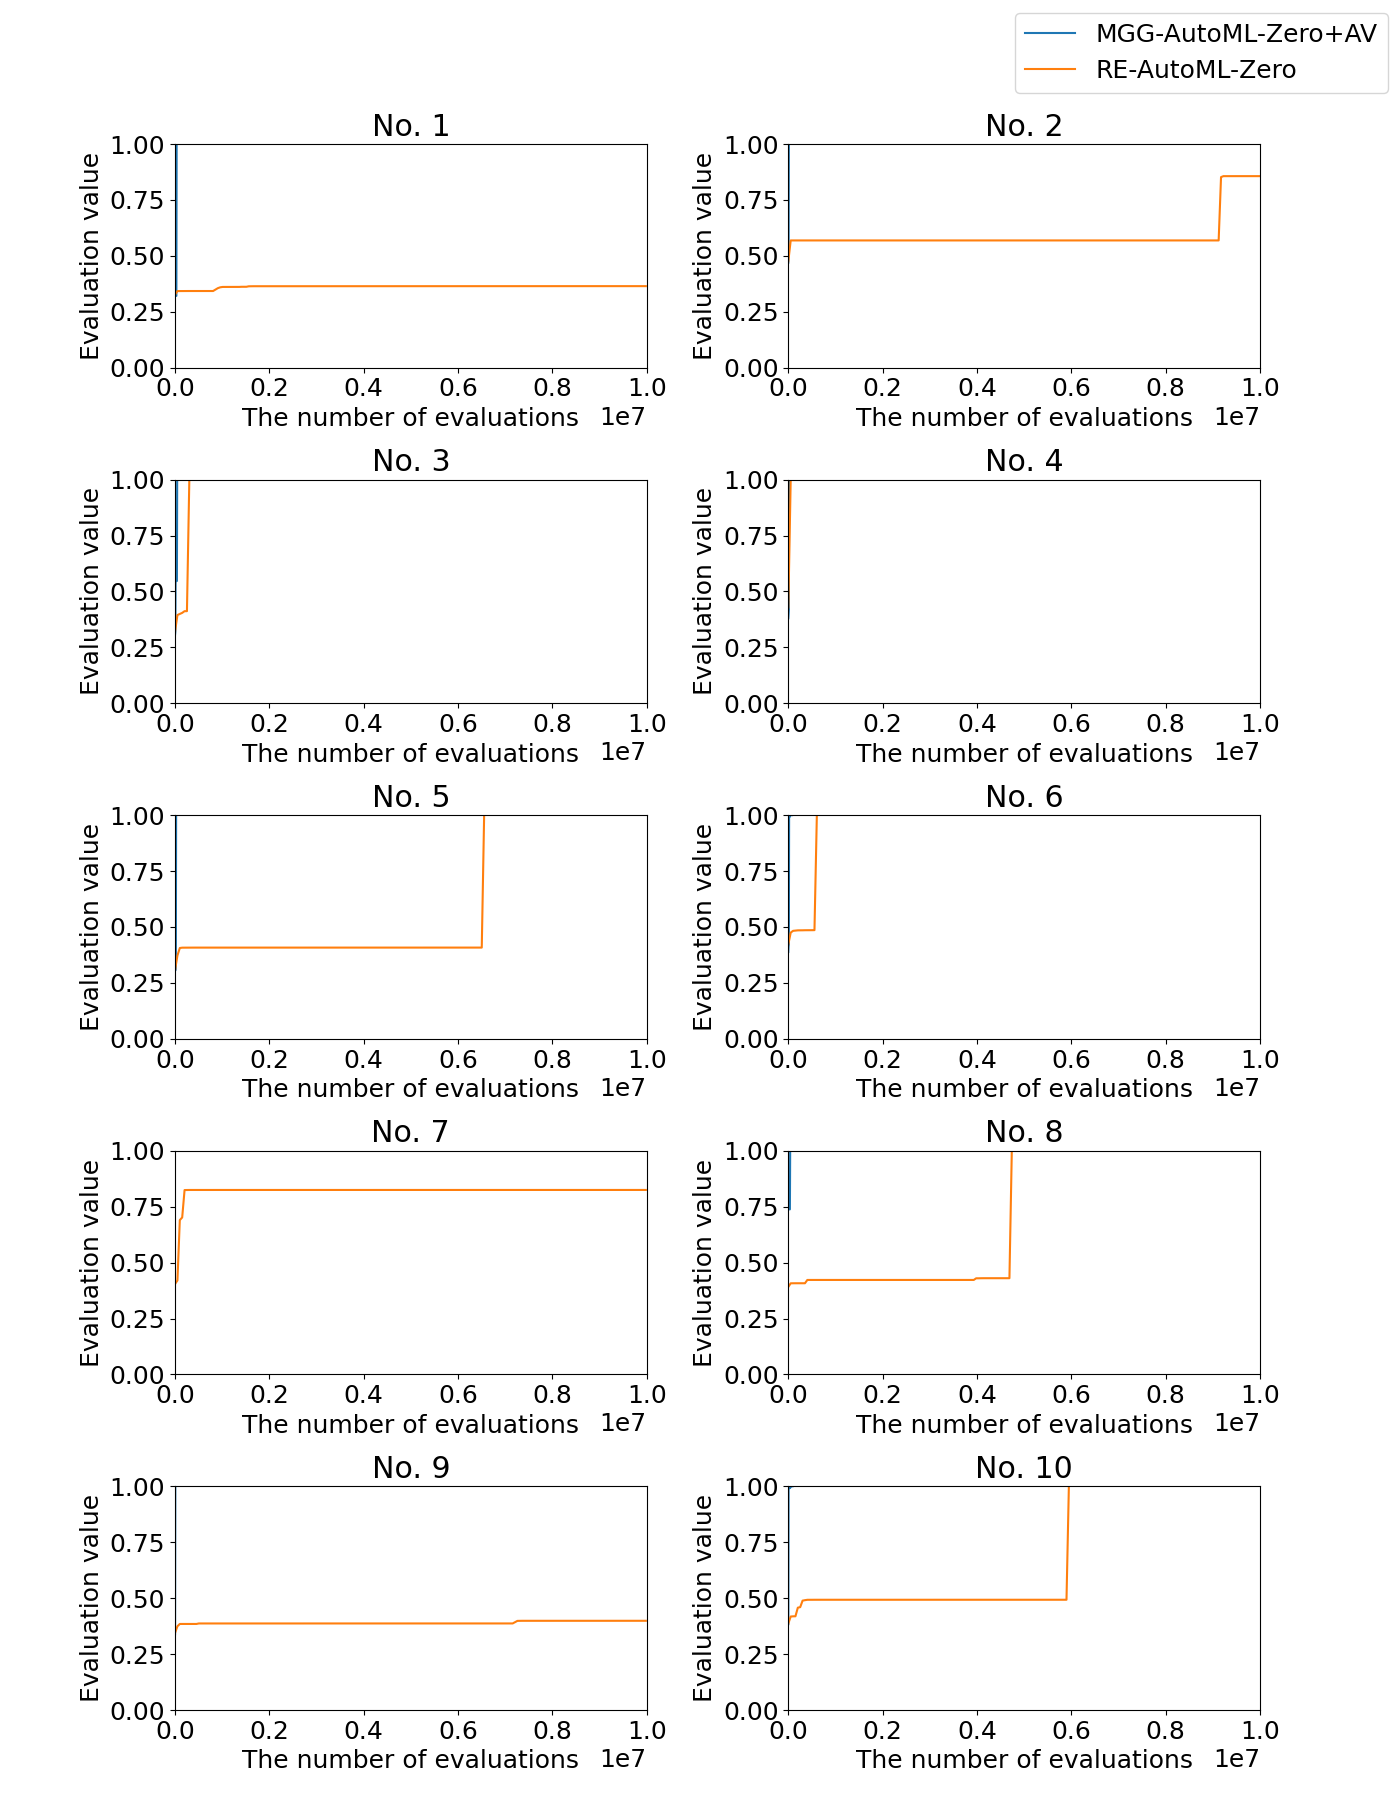 MGG-AutoML-Zero+AV
RE-AutoML-Zero
No. 1
1.00
0.75
0.50
0.25
0.00
Evaluation value
0.0 0.2 0.4 0.6 0.8 1.0
The number of evaluations 1e7
No. 2
1.00
0.75
0.50
0.25
0.00
Evaluation value
0.0 0.2 0.4 0.6 0.8 1.0
The number of evaluations 1e7
No. 3
1.00
0.75
0.50
0.25
0.00
Evaluation value
0.0 0.2 0.4 0.6 0.8 1.0
The number of evaluations 1e7
No. 4
1.00
0.75
0.50
0.25
0.00
Evaluation value
0.0 0.2 0.4 0.6 0.8 1.0
The number of evaluations 1e7
No. 5
1.00
0.75
0.50
0.25
0.00
Evaluation value
0.0 0.2 0.4 0.6 0.8 1.0
The number of evaluations 1e7
No. 6
1.00
0.75
0.50
0.25
0.00
Evaluation value
0.0 0.2 0.4 0.6 0.8 1.0
The number of evaluations 1e7
No. 7
1.00
0.75
0.50
0.25
0.00
Evaluation value
0.0 0.2 0.4 0.6 0.8 1.0
The number of evaluations 1e7
No. 8
1.00
0.75
0.50
0.25
0.00
Evaluation value
0.0 0.2 0.4 0.6 0.8 1.0
The number of evaluations 1e7
No. 9
1.00
0.75
0.50
0.25
0.00
Evaluation value
0.0 0.2 0.4 0.6 0.8 1.0
The number of evaluations 1e7
No. 10
1.00
0.75
0.50
0.25
0.00
Evaluation value
0.0 0.2 0.4 0.6 0.8 1.0
The number of evaluations 1e7